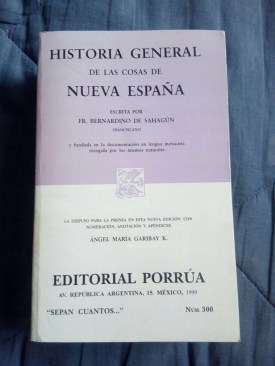 HISTORIA GENERAL
DE LAS COSAS DE
NUEVA ESPAÑA
ESCRITA POR
FR. BERNARDINO DE SAHAGÚN
FRANCISCANO
y fundada en la documentación en lengua mexicana
recogida por los mismos naturales
LA DISPUSO PARA LA PRENSA EN ESTA NUEVA EDICIÓN, CON
NUMERACIÓN, ANOTACIÓN Y APÉNDICES
ÁNGEL MARÍA GARIBAY K.
EDITORIAL PORRÚA
AV. REPÚBLICA ARGENTINA, 15. MÉXICO, 1999
"SEPAN CUANTOS..." NÚM. 300